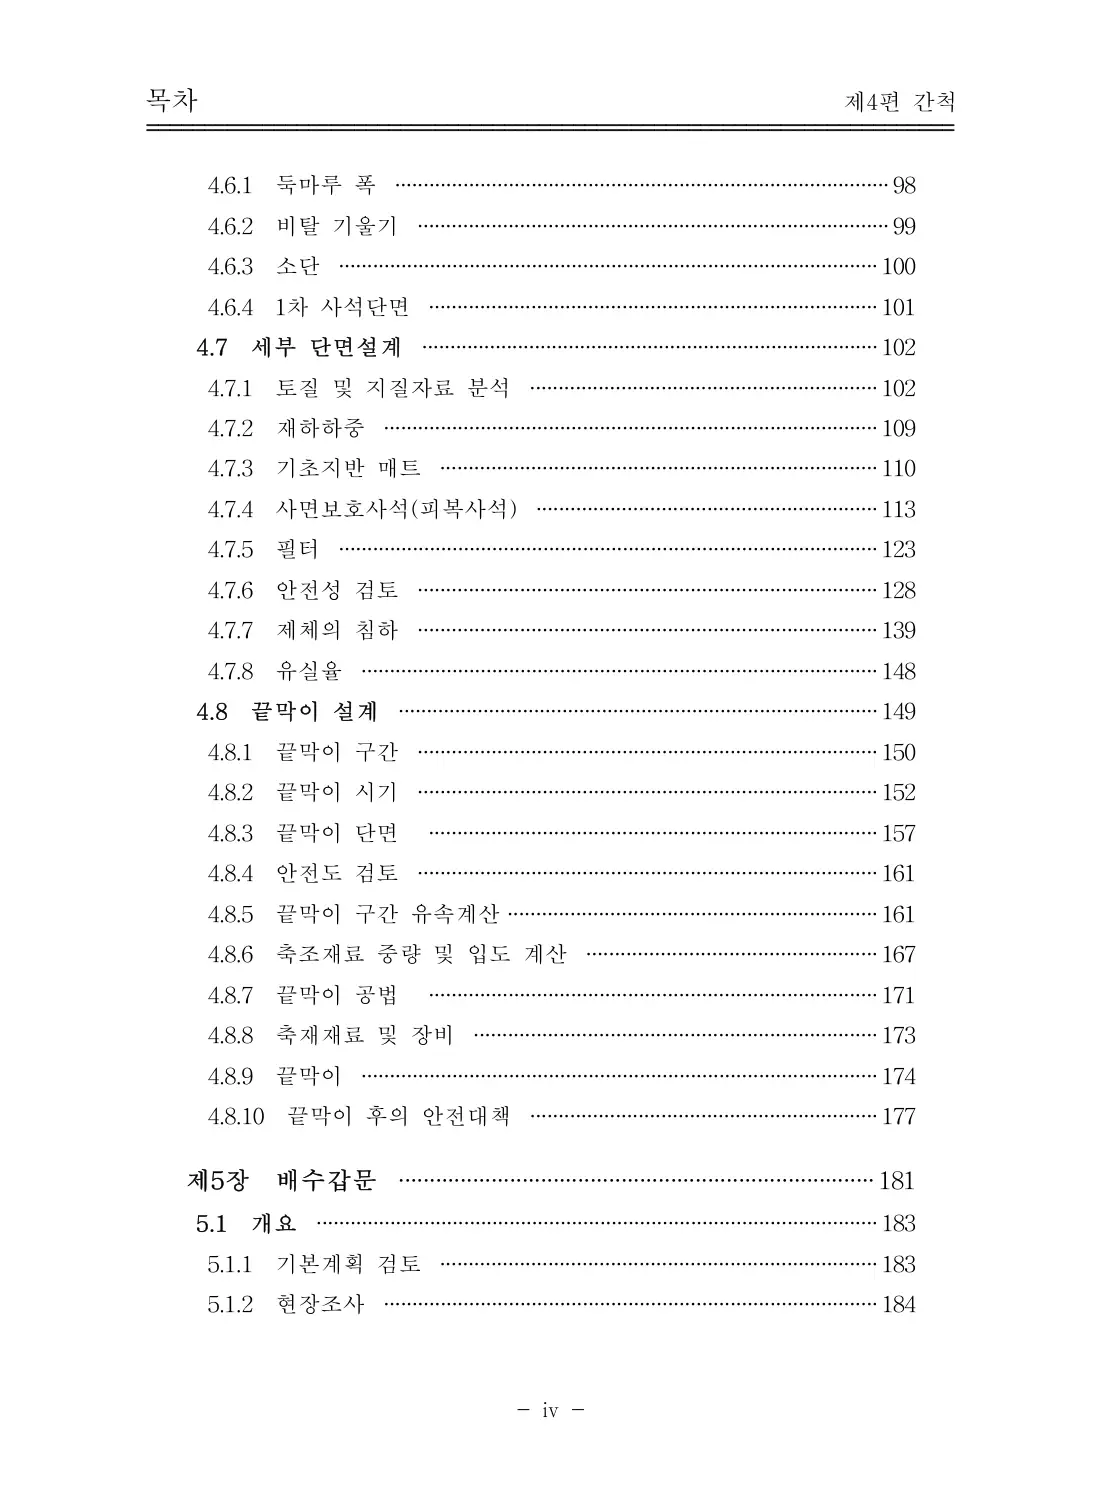 목차 제4편 간척
4.6.1 둑마루 폭 ······ 98
4.6.2 비탈 기울기 ······ 99
4.6.3 소단 ······ 100
4.6.4 1차 사석단면 ······ 101
4.7 세부 단면설계 ······ 102
4.7.1 토질 및 지질자료 분석 ······ 102
4.7.2 재하하중 ······ 109
4.7.3 기초지반 매트 ······ 110
4.7.4 사면보호사석(피복사석) ······ 113
4.7.5 필터 ······ 123
4.7.6 안전성 검토 ······ 128
4.7.7 제체의 침하 ······ 139
4.7.8 유실율 ······ 148
4.8 끝막이 설계 ······ 149
4.8.1 끝막이 구간 ······ 150
4.8.2 끝막이 시기 ······ 152
4.8.3 끝막이 단면 ······ 157
4.8.4 안전도 검토 ······ 161
4.8.5 끝막이 구간 유속계산 ······ 161
4.8.6 축조재료 중량 및 입도 계산 ······ 167
4.8.7 끝막이 공법 ······ 171
4.8.8 축재재료 및 장비 ······ 173
4.8.9 끝막이 ······ 174
4.8.10 끝막이 후의 안전대책 ······ 177
제5장 배수갑문 ······ 181
5.1 개요 ······ 183
5.1.1 기본계획 검토 ······ 183
5.1.2 현장조사 ······ 184
- iv -